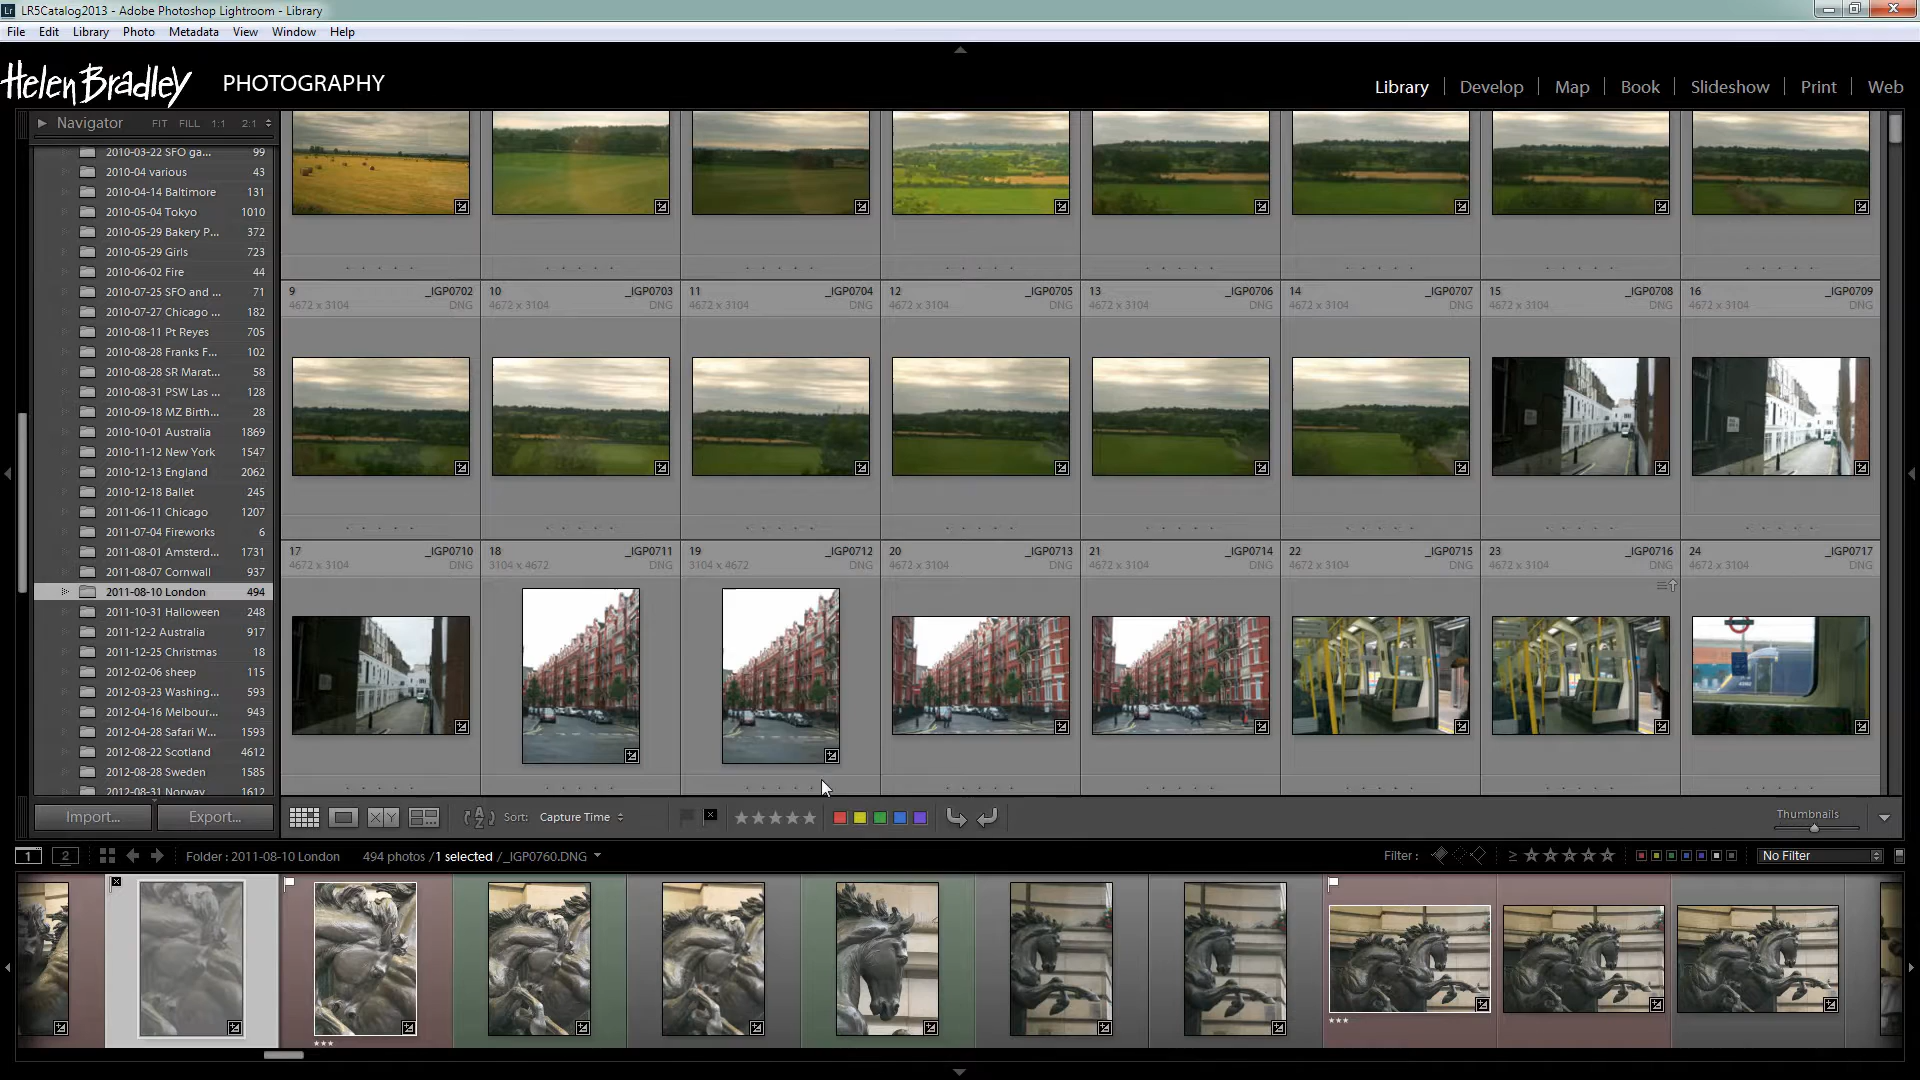 LR5Catalog2013 - Adobe Photoshop Lightroom - Library
File Edit Library Photo Metadata View Window Help
Helen Bradley PHOTOGRAPHY
Library Develop Map Book Slideshow Print Web
Navigator FIT FILL 1:1 2:1
2010-03-22 SFO ga... 99
2010-04 various 43
2010-04-14 Baltimore 131
2010-05-04 Tokyo 1010
2010-05-29 Bakery P... 372
2010-05-29 Girls 723
2010-06-02 Fire 44
2010-07-25 SFO and ... 71
2010-07-27 Chicago ... 182
2010-08-11 Pt Reyes 705
2010-08-28 Franks F... 102
2010-08-28 SR Marat... 58
2010-08-31 PSW Las ... 128
2010-09-18 MZ Birth... 28
2010-10-01 Australia 1869
2010-11-12 New York 1547
2010-12-13 England 2062
2010-12-18 Ballet 245
2011-06-11 Chicago 1207
2011-07-04 Fireworks 6
2011-08-01 Amsterd... 1731
2011-08-07 Cornwall 937
2011-08-10 London 494
2011-10-31 Halloween 248
2011-12-2 Australia 917
2011-12-25 Christmas 18
2012-02-06 sheep 115
2012-03-23 Washing... 593
2012-04-16 Melbour... 943
2012-04-28 Safari W... 1593
2012-08-22 Scotland 4612
2012-08-28 Sweden 1585
2012-08-31 Norway 1612
Import... Export...
9 _IGP0702 10 _IGP0703 11 _IGP0704 12 _IGP0705 13 _IGP0706 14 _IGP0707 15 _IGP0708 16 _IGP0709
4672 x 3104 DNG 4672 x 3104 DNG 4672 x 3104 DNG 4672 x 3104 DNG 4672 x 3104 DNG 4672 x 3104 DNG 4672 x 3104 DNG 4672 x 3104 DNG
17 _IGP0710 18 _IGP0711 19 _IGP0712 20 _IGP0713 21 _IGP0714 22 _IGP0715 23 _IGP0716 24 _IGP0717
4672 x 3104 DNG 3104 x 4672 DNG 3104 x 4672 DNG 4672 x 3104 DNG 4672 x 3104 DNG 4672 x 3104 DNG 4672 x 3104 DNG 4672 x 3104 DNG
Sort: Capture Time Thumbnails
1 2 Folder : 2011-08-10 London 494 photos / 1 selected / _IGP0760.DNG Filter : ≥ No Filter